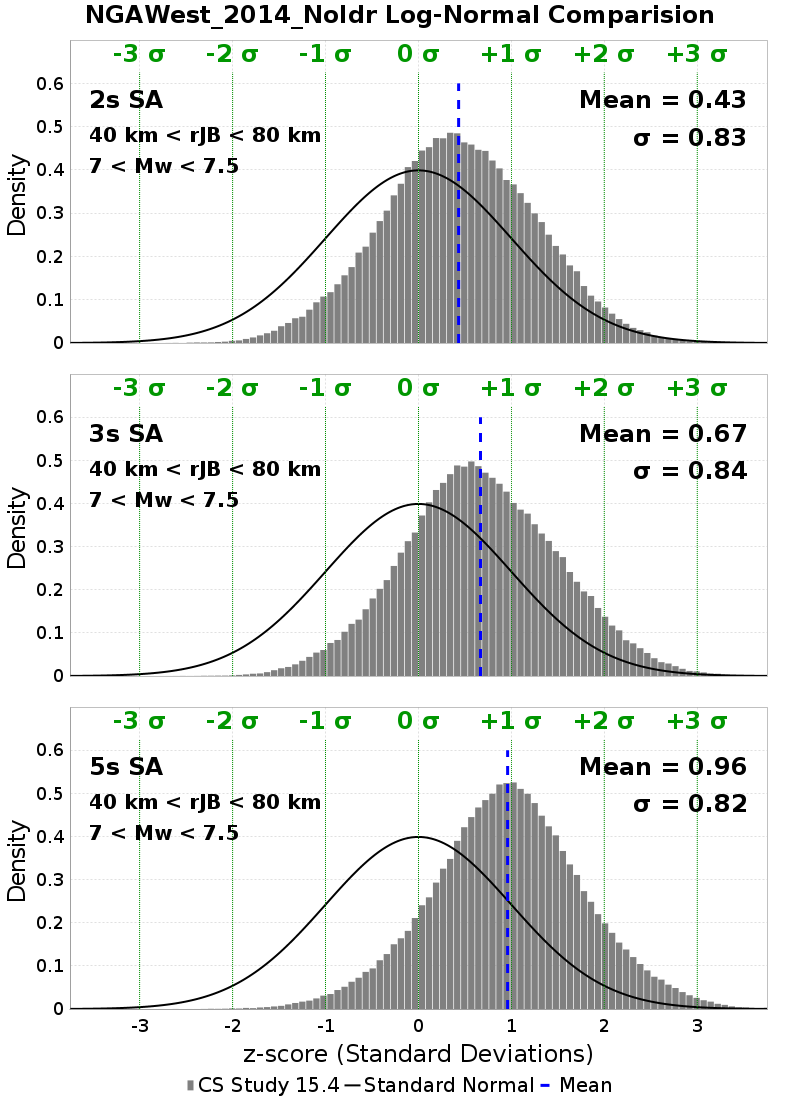 NGAWest_2014_NoIdr Log-Normal Comparision
-3 σ -2 σ -1 σ 0 σ +1 σ +2 σ +3 σ
2s SA
Mean = 0.43
40 km < rJB < 80 km
σ = 0.83
7 < Mw < 7.5
0.6
0.5
0.4
0.3
0.2
0.1
0
Density
-3 σ -2 σ -1 σ 0 σ +1 σ +2 σ +3 σ
3s SA
Mean = 0.67
40 km < rJB < 80 km
σ = 0.84
7 < Mw < 7.5
0.6
0.5
0.4
0.3
0.2
0.1
0
Density
-3 σ -2 σ -1 σ 0 σ +1 σ +2 σ +3 σ
5s SA
Mean = 0.96
40 km < rJB < 80 km
σ = 0.82
7 < Mw < 7.5
0.6
0.5
0.4
0.3
0.2
0.1
0
Density
-3 -2 -1 0 1 2 3
z-score (Standard Deviations)
CS Study 15.4 Standard Normal Mean